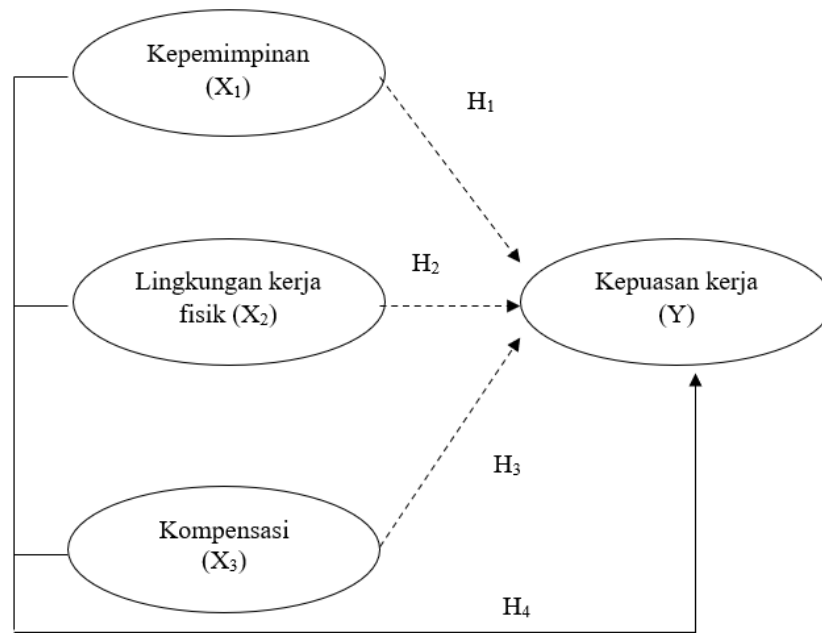 Kepemimpinan
(X₁)
H₁
Lingkungan kerja
fisik (X₂)
H₂
Kepuasan kerja
(Y)
H₃
Kompensasi
(X₃)
H₄